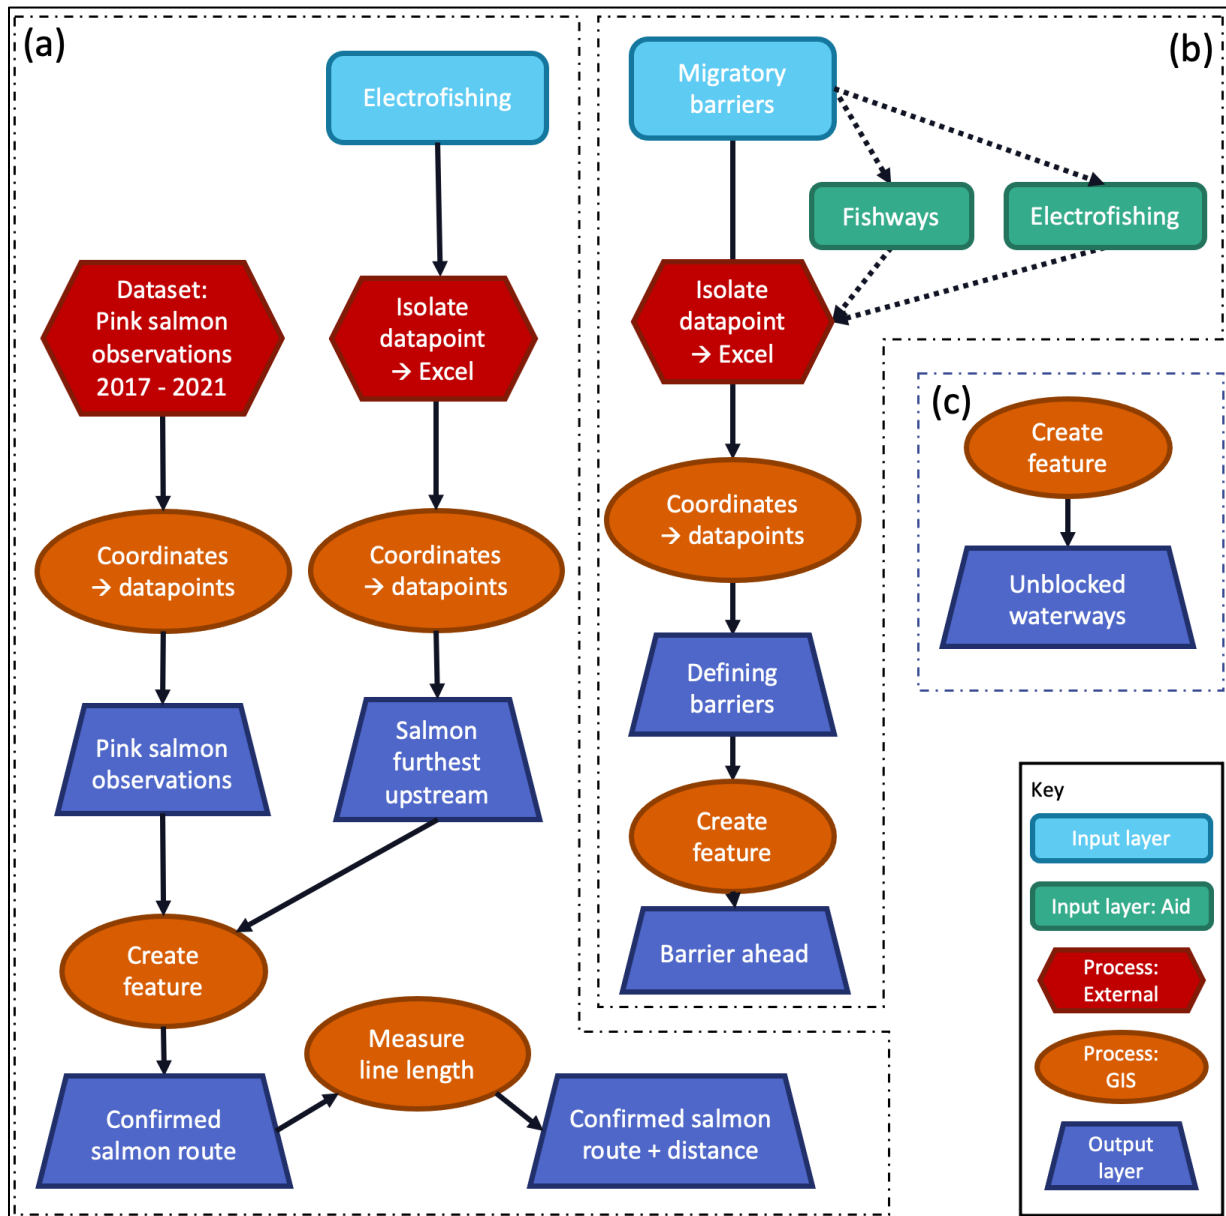 (a)
Electrofishing
Dataset:
Pink salmon
observations
2017 - 2021
Isolate
datapoint
→ Excel
Coordinates
→ datapoints
Coordinates
→ datapoints
Pink salmon
observations
Salmon
furthest
upstream
Create
feature
Measure
line length
Confirmed
salmon route
Confirmed salmon
route + distance
(b)
Migratory
barriers
Fishways
Electrofishing
Isolate
datapoint
→ Excel
Coordinates
→ datapoints
Defining
barriers
Create
feature
Barrier ahead
(c)
Create
feature
Unblocked
waterways
Key
Input layer
Input layer: Aid
Process:
External
Process:
GIS
Output
layer